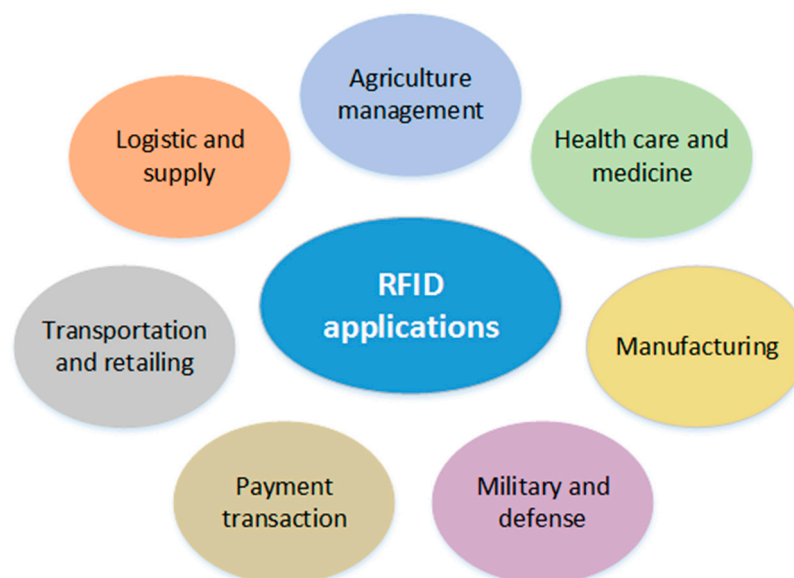 Agriculture
management
Logistic and
supply
Health care and
medicine
RFID
applications
Transportation
and retailing
Manufacturing
Payment
transaction
Military and
defense